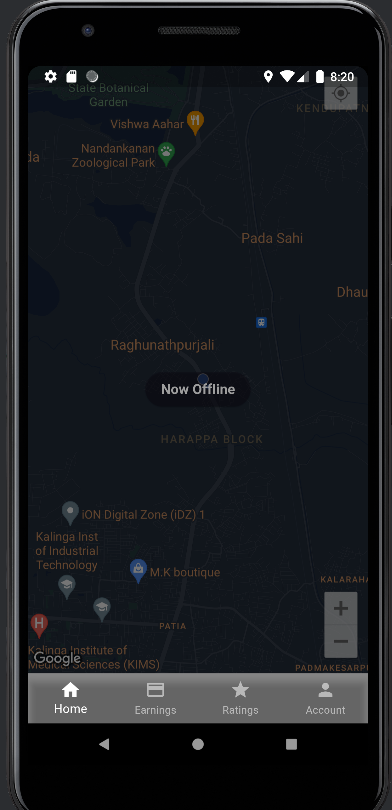 8:20
State Botanical
Garden
KENDUPATN
Vishwa Aahar
Nandankanan
Zoological Park
da
Pada Sahi
Dhau
Raghunathpurjali
Now Offline
HARAPPA BLOCK
iON Digital Zone (iDZ) 1
Kalinga Inst
of Industrial
Technology
M.K boutique
KALARAHA
PATIA
H
Kalinga Institute of
Medical Sciences (KIMS)
Google
PADMAKESARPU
Home
Earnings
Ratings
Account